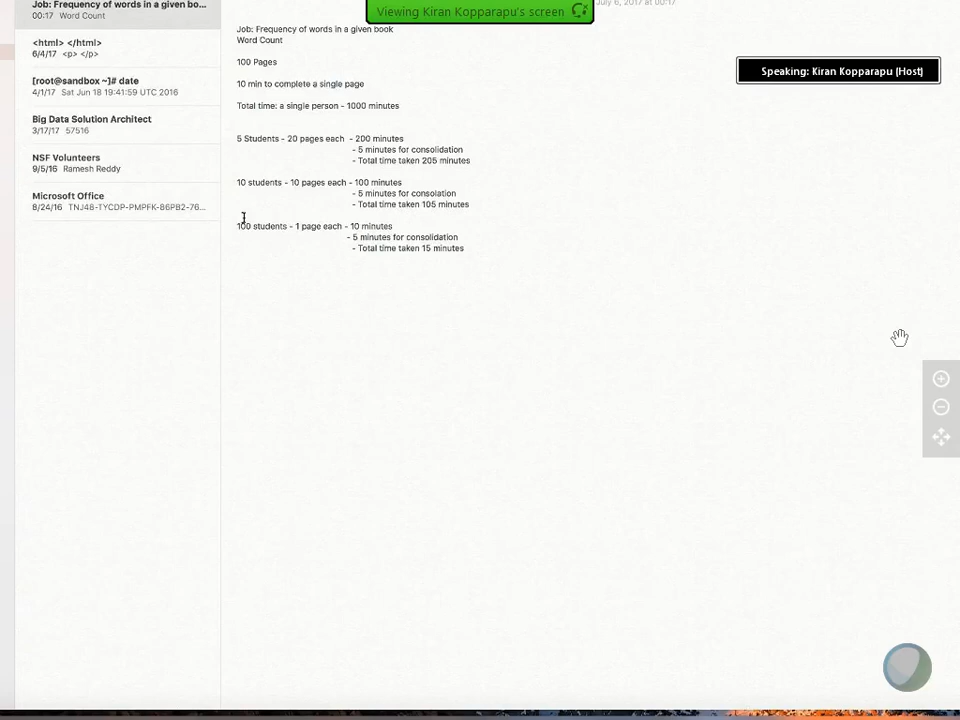 Viewing Kiran Kopparapu's screen
July 6, 2017 at 00:17
Speaking: Kiran Kopparapu (Host)
Job: Frequency of words in a given bo...
00:17 Word Count
<html> </html>
6/4/17 <p> </p>
[root@sandbox ~]# date
4/1/17 Sat Jun 18 19:41:59 UTC 2016
Big Data Solution Architect
3/17/17 57516
NSF Volunteers
9/5/16 Ramesh Reddy
Microsoft Office
8/24/16 TNJ48-TYCDP-PMPFK-86PB2-76...
Job: Frequency of words in a given book
Word Count
100 Pages
10 min to complete a single page
Total time: a single person - 1000 minutes
5 Students - 20 pages each - 200 minutes
- 5 minutes for consolidation
- Total time taken 205 minutes
10 students - 10 pages each - 100 minutes
- 5 minutes for consolation
- Total time taken 105 minutes
100 students - 1 page each - 10 minutes
- 5 minutes for consolidation
- Total time taken 15 minutes